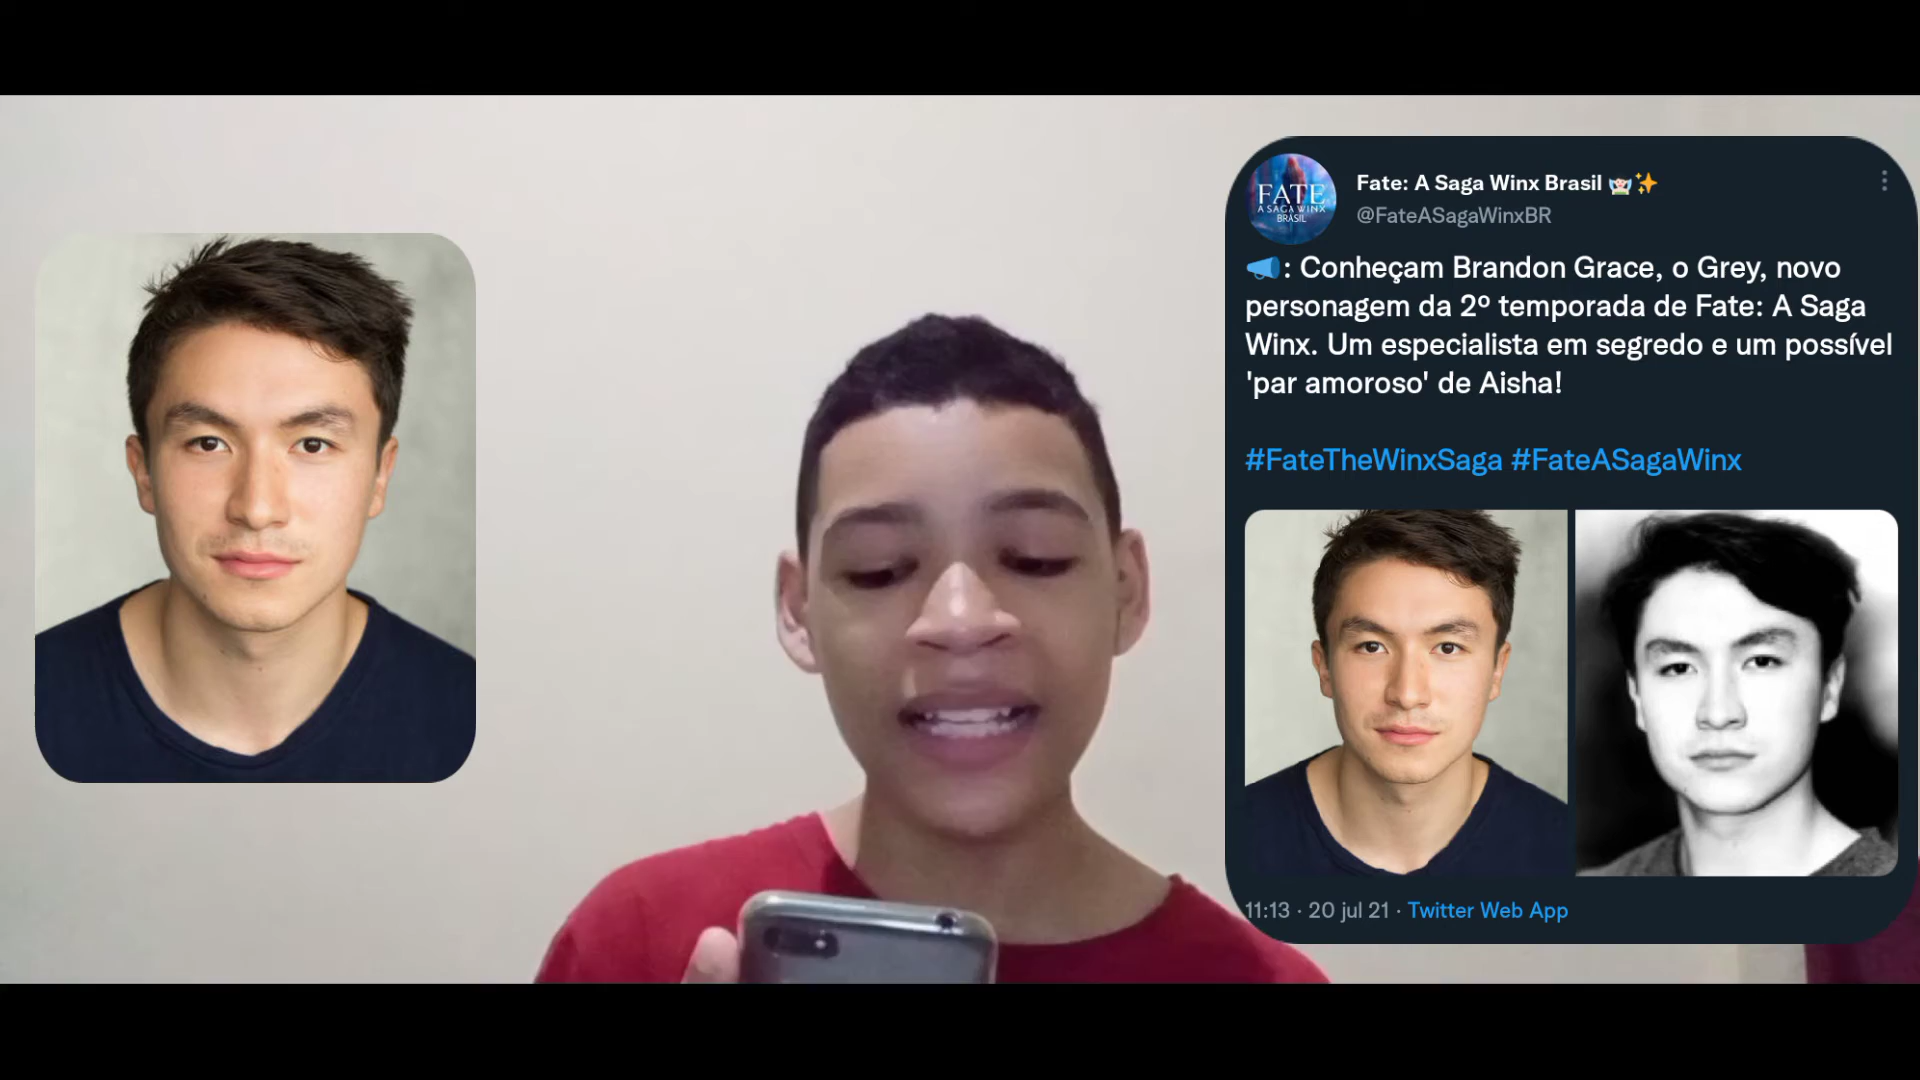 FATE
A SAGA WINX
BRASIL
Fate: A Saga Winx Brasil 🧚🏻✨
@FateASagaWinxBR
📣: Conheçam Brandon Grace, o Grey, novo
personagem da 2º temporada de Fate: A Saga
Winx. Um especialista em segredo e um possível
'par amoroso' de Aisha!
#FateTheWinxSaga #FateASagaWinx
11:13 · 20 jul 21 · Twitter Web App